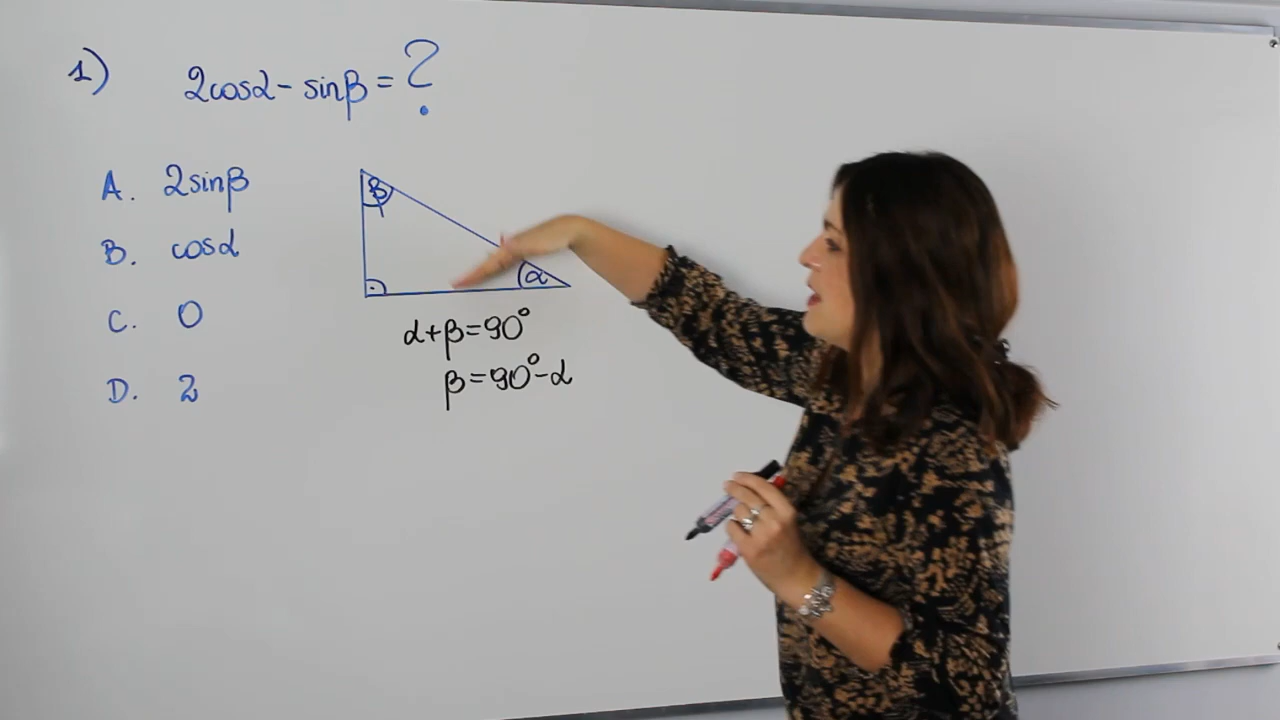 1) 2cosα - sinβ = ?
A. 2sinβ
B. cosα
C. 0
D. 2
β
α
α+β=90°
β=90°-α